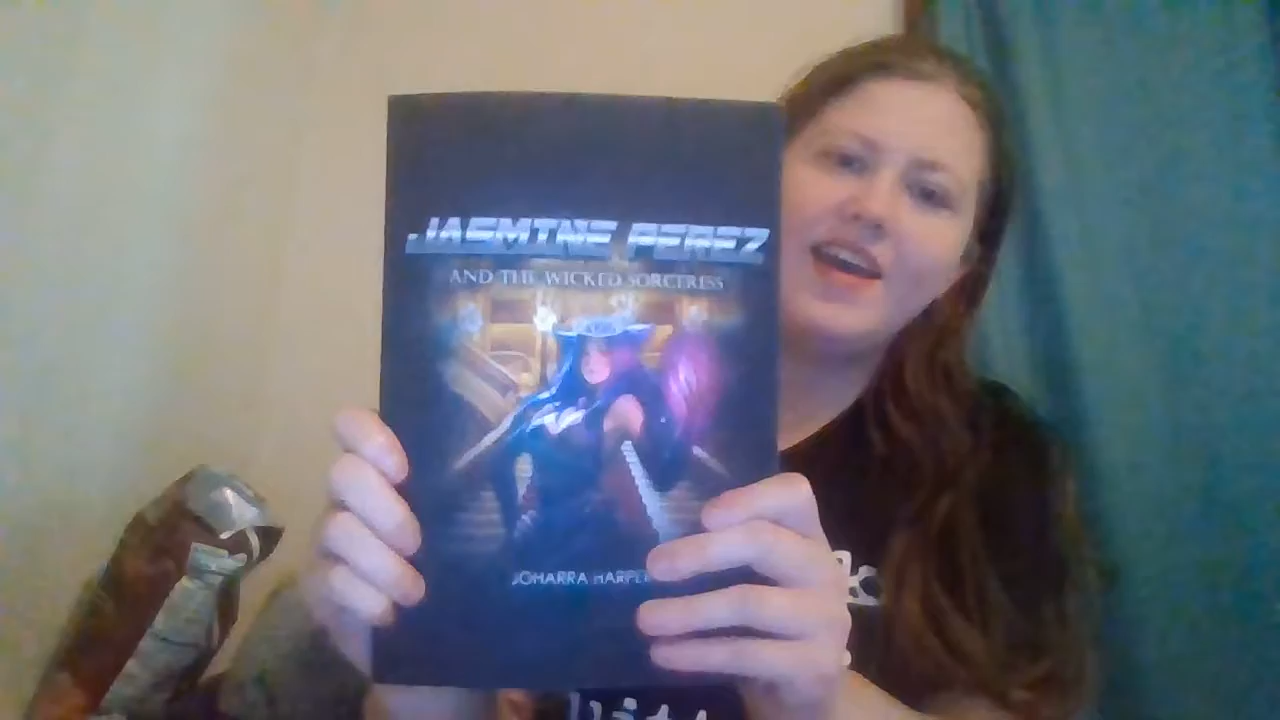 JASMINE PEREZ
AND THE WICKED SORCERESS
JOHARRA HARPER